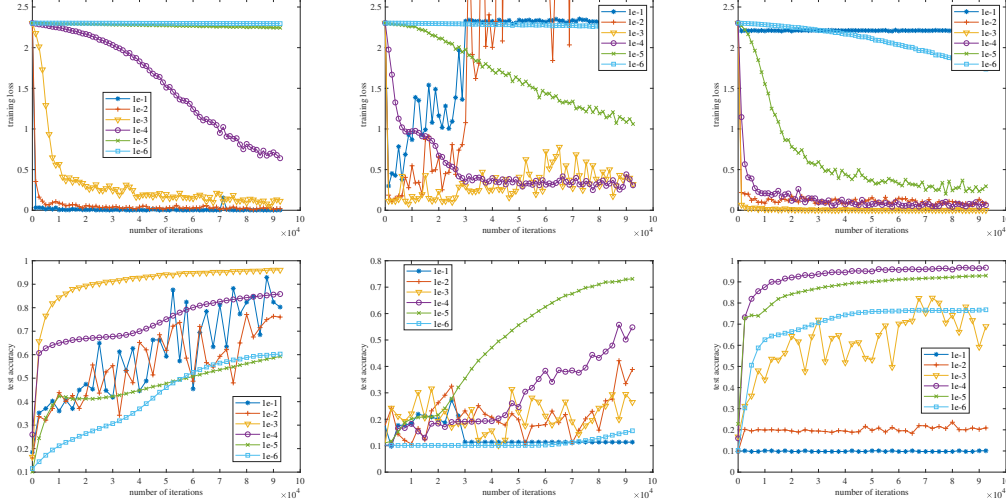 2.5
2
1.5
1
0.5
0
training loss
1e-1
1e-2
1e-3
1e-4
1e-5
1e-6
0 1 2 3 4 5 6 7 8 9 10
number of iterations
×10⁴
2.5
2
1.5
1
0.5
0
training loss
1e-1
1e-2
1e-3
1e-4
1e-5
1e-6
0 1 2 3 4 5 6 7 8 9 10
number of iterations
×10⁴
2.5
2
1.5
1
0.5
0
training loss
1e-1
1e-2
1e-3
1e-4
1e-5
1e-6
0 1 2 3 4 5 6 7 8 9 10
number of iterations
×10⁴
1
0.9
0.8
0.7
0.6
0.5
0.4
0.3
0.2
0.1
test accuracy
1e-1
1e-2
1e-3
1e-4
1e-5
1e-6
0 1 2 3 4 5 6 7 8 9 10
number of iterations
×10⁴
0.8
0.7
0.6
0.5
0.4
0.3
0.2
0.1
0
test accuracy
1e-1
1e-2
1e-3
1e-4
1e-5
1e-6
0 1 2 3 4 5 6 7 8 9 10
number of iterations
×10⁴
1
0.9
0.8
0.7
0.6
0.5
0.4
0.3
0.2
0.1
0
test accuracy
1e-1
1e-2
1e-3
1e-4
1e-5
1e-6
0 1 2 3 4 5 6 7 8 9 10
number of iterations
×10⁴